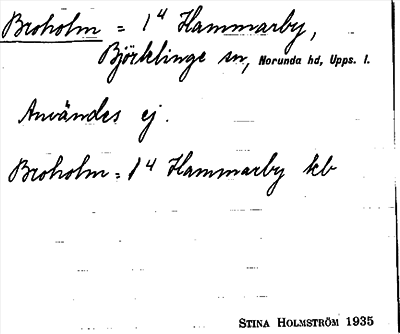 Broholm = 1⁴ Hammarby,
Björklinge sn, Norunda hd, Upps. l.
Användes ej.
Broholm = 1⁴ Hammarby kb
STINA HOLMSTRÖM 1935